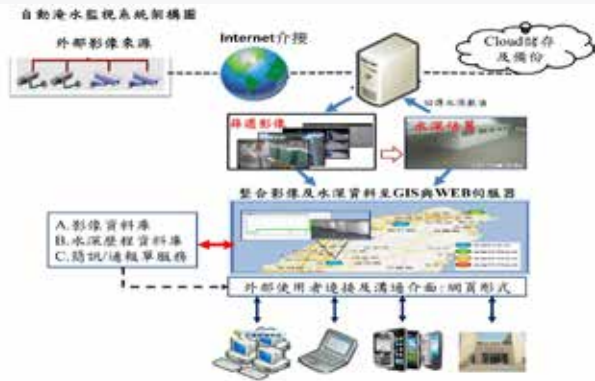 自動淹水監視系統架構圖
外部影像來源
Internet介接
Cloud儲存
及備份
回傳水深數值
篩選影像
水深估算
整合影像及水深資料至GIS與WEB伺服器
A.影像資料庫
B.水深歷程資料庫
C.簡訊/通報單服務
外部使用者連接及溝通介面:網頁形式